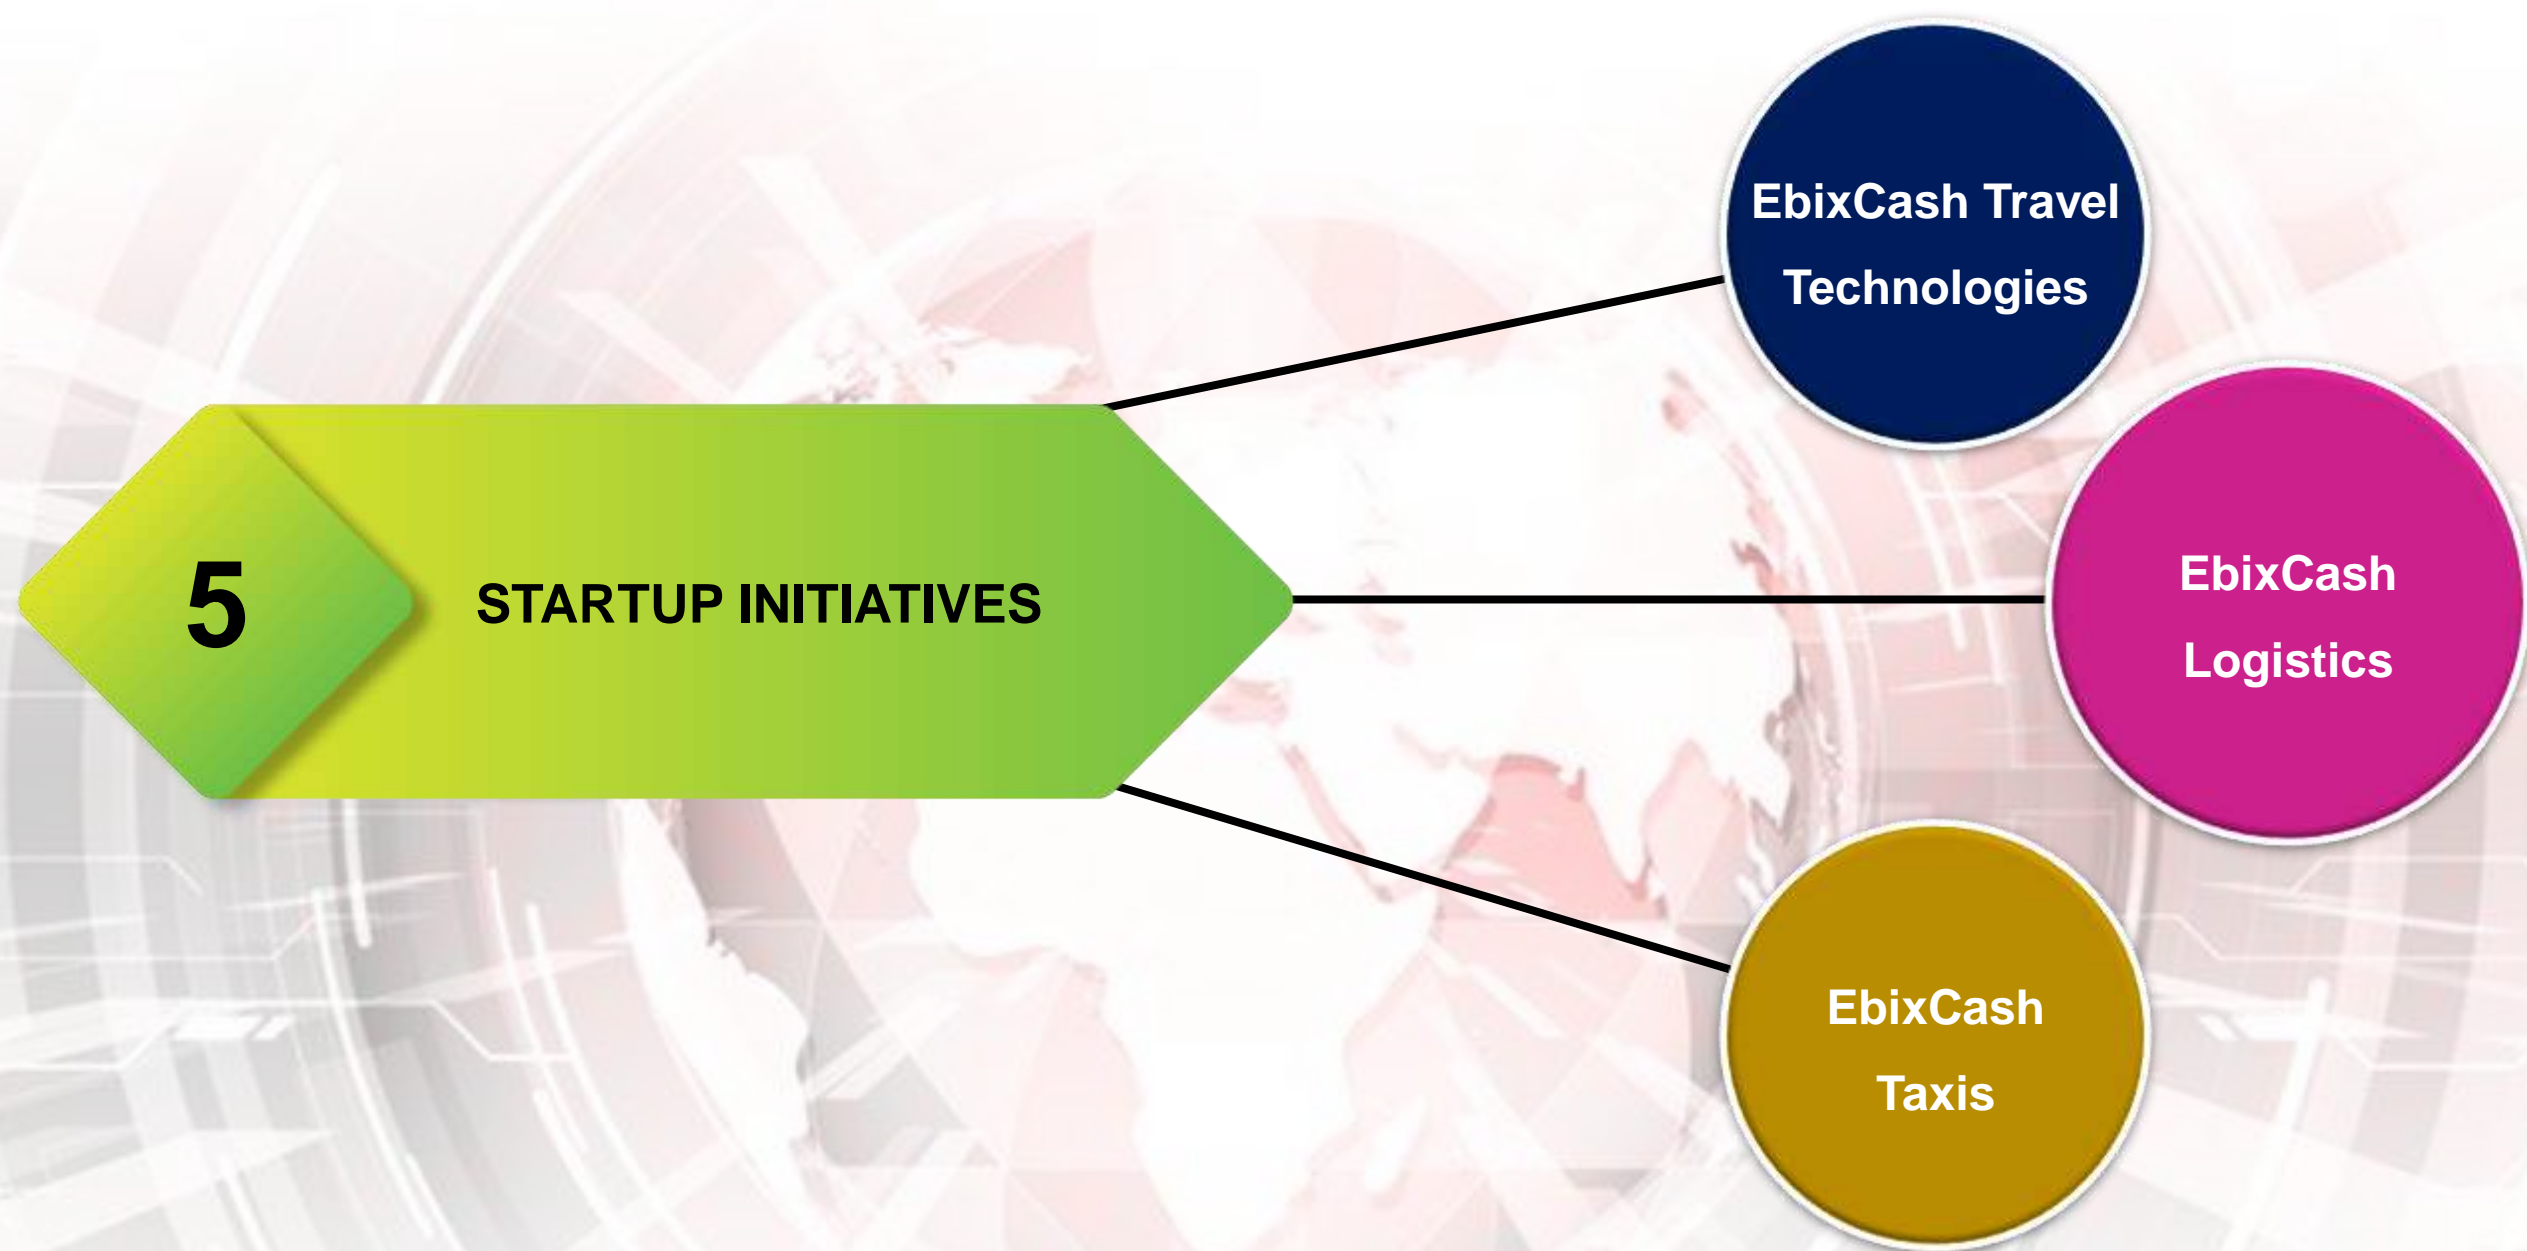 5
STARTUP INITIATIVES
EbixCash Travel
Technologies
EbixCash
Logistics
EbixCash
Taxis